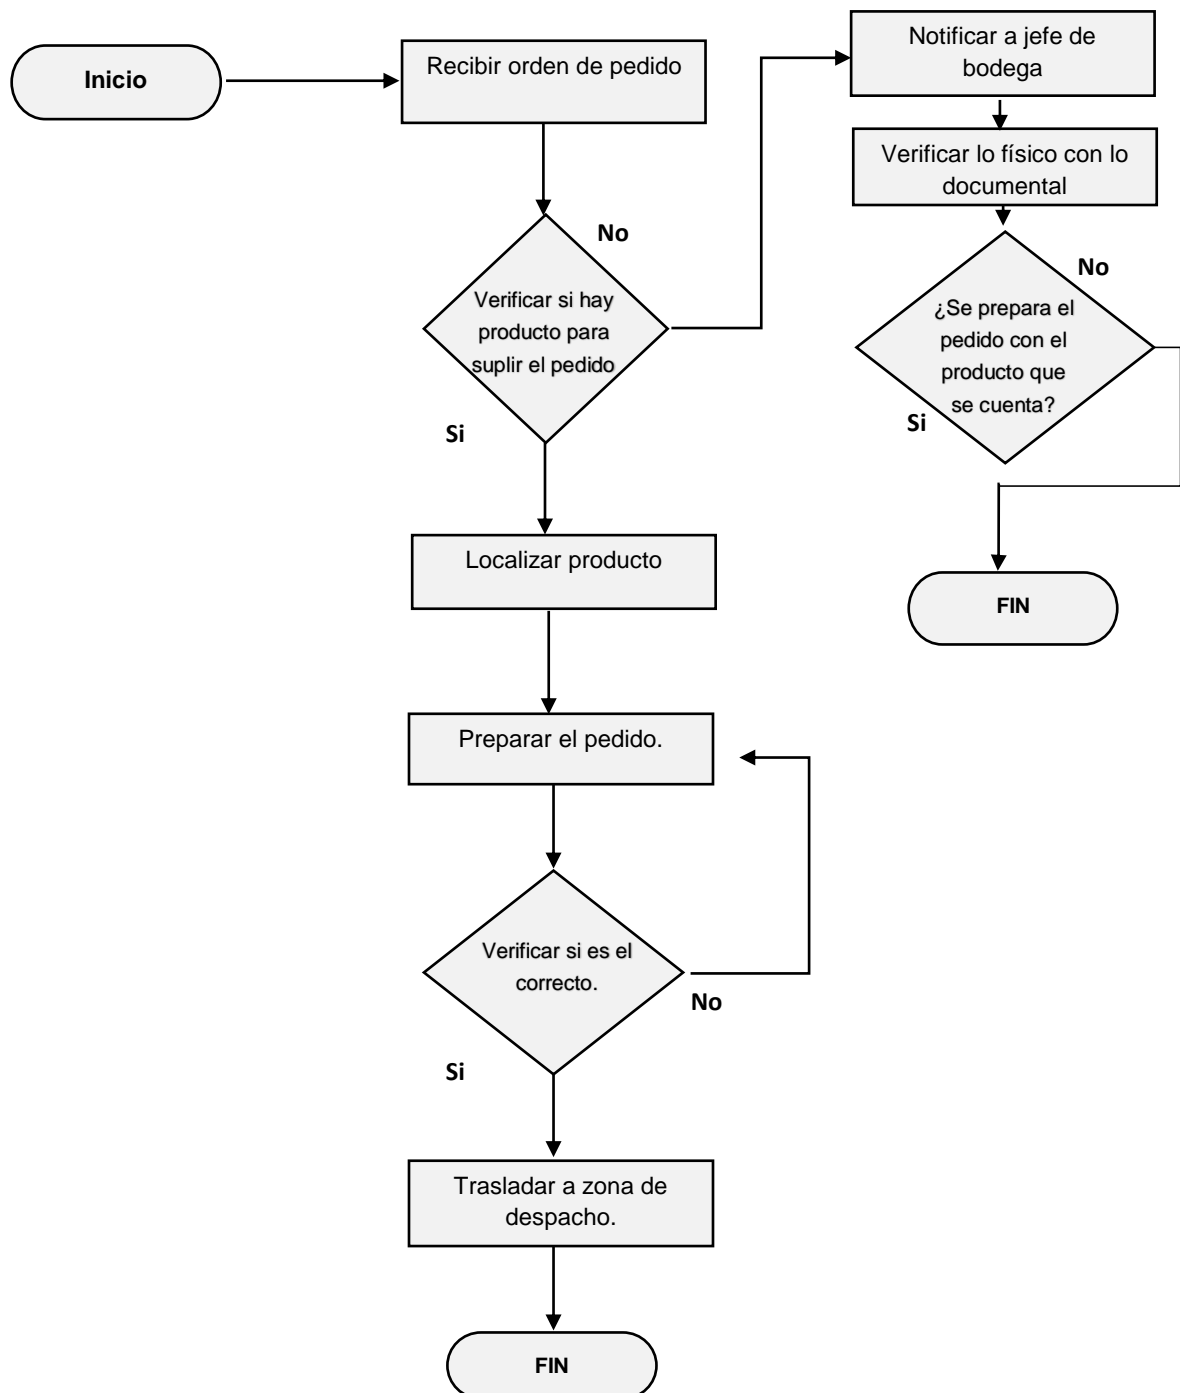 Inicio
Recibir orden de pedido
Notificar a jefe de
bodega
Verificar lo físico con lo
documental
No
Verificar si hay
producto para
suplir el pedido
Si
No
¿Se prepara el
pedido con el
producto que
se cuenta?
Si
FIN
Localizar producto
Preparar el pedido.
Verificar si es el
correcto.
No
Si
Trasladar a zona de
despacho.
FIN